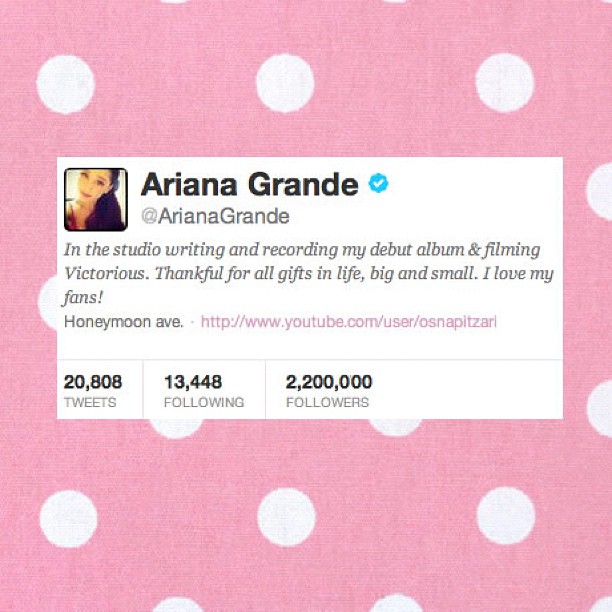 Ariana Grande
@ArianaGrande
In the studio writing and recording my debut album & filming
Victorious. Thankful for all gifts in life, big and small. I love my
fans!
Honeymoon ave. · http://www.youtube.com/user/osnapitzari
20,808 13,448 2,200,000
TWEETS FOLLOWING FOLLOWERS